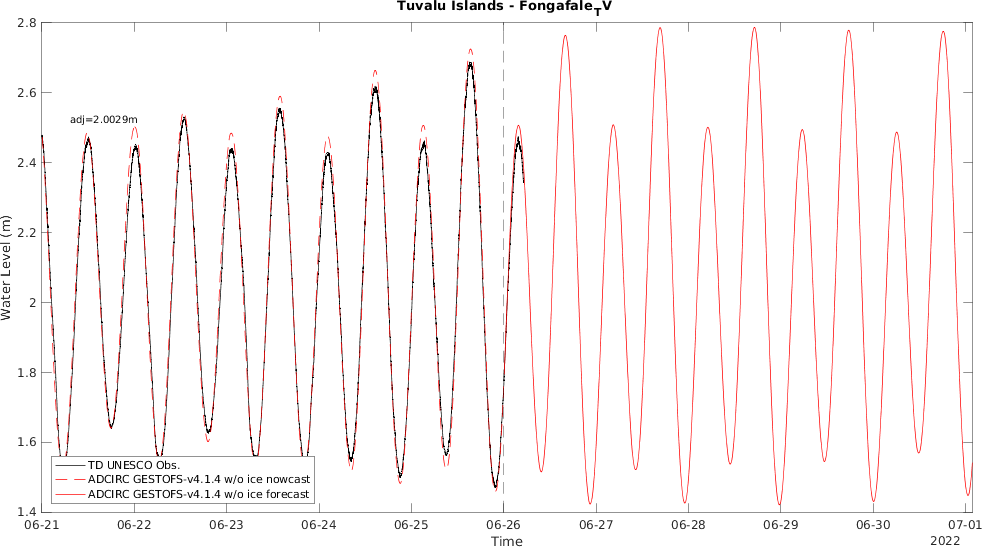 Tuvalu Islands - Fongafale_TV
2.8
2.6
adj=2.0029m
2.4
2.2
Water Level (m)
2
1.8
1.6
TD UNESCO Obs.
ADCIRC GESTOFS-v4.1.4 w/o ice nowcast
ADCIRC GESTOFS-v4.1.4 w/o ice forecast
1.4
06-21 06-22 06-23 06-24 06-25 06-26 06-27 06-28 06-29 06-30 07-01
Time
2022